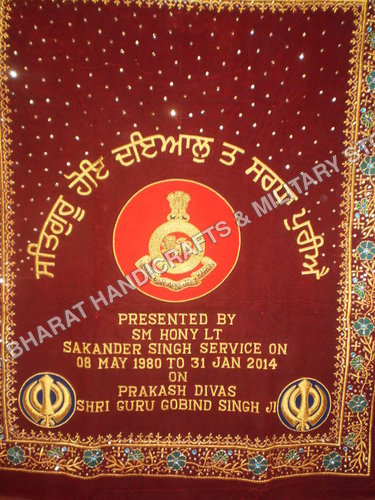 ਸਤਿਗੁਰੂ ਹੋਇ ਦਇਆਲੁ ਤ ਸਰਧਾ ਪੂਰੀਐ
PRESENTED BY
SM HONY LT
SAKANDER SINGH SERVICE ON
08 MAY 1980 TO 31 JAN 2014
ON
PRAKASH DIVAS
SHRI GURU GOBIND SINGH JI
BHARAT HANDICRAFTS & MILITARY